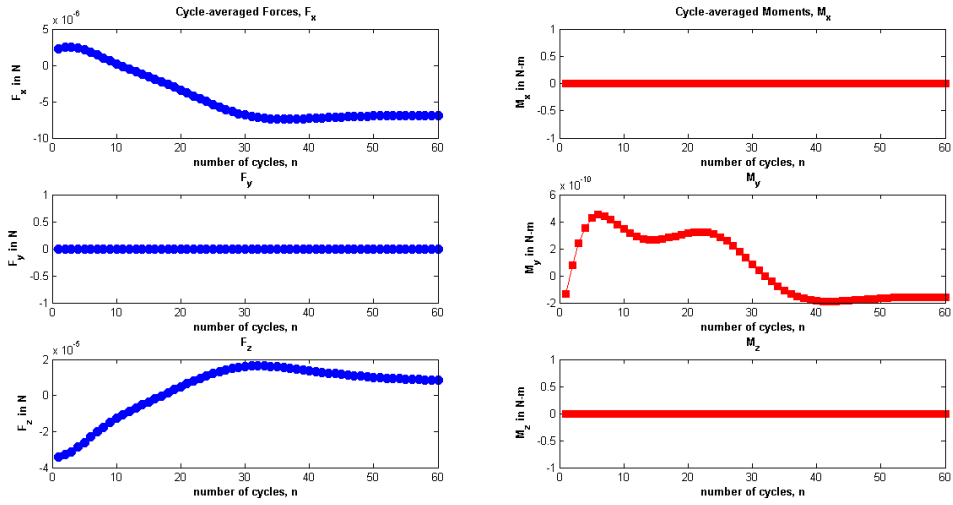 Cycle-averaged Forces, Fx
x 10^-6
5
0
-5
-10
Fx in N
0 10 20 30 40 50 60
number of cycles, n
Cycle-averaged Moments, Mx
1
0.5
0
-0.5
-1
Mx in N-m
0 10 20 30 40 50 60
number of cycles, n
Fy
1
0.5
0
-0.5
-1
Fy in N
0 10 20 30 40 50 60
number of cycles, n
My
x 10^-10
6
4
2
0
-2
My in N-m
0 10 20 30 40 50 60
number of cycles, n
Fz
x 10^-5
2
0
-2
-4
Fz in N
0 10 20 30 40 50 60
number of cycles, n
Mz
1
0.5
0
-0.5
-1
Mz in N-m
0 10 20 30 40 50 60
number of cycles, n